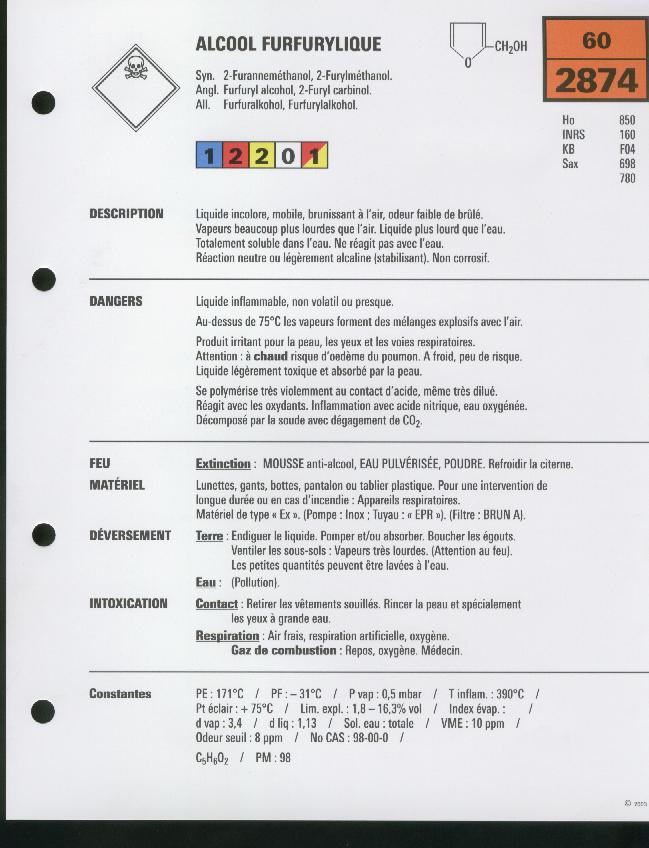 ALCOOL FURFURYLIQUE
CH₂OH
O
60
2874
Syn. 2-Furanneméthanol, 2-Furylméthanol.
Angl. Furfuryl alcohol, 2-Furyl carbinol.
All. Furfuralkohol, Furfurylalkohol.
Ho 850
INRS 160
KB F04
Sax 698
780
1 2 2 0 1
DESCRIPTION Liquide incolore, mobile, brunissant à l'air, odeur faible de brûlé.
Vapeurs beaucoup plus lourdes que l'air. Liquide plus lourd que l'eau.
Totalement soluble dans l'eau. Ne réagit pas avec l'eau.
Réaction neutre ou légèrement alcaline (stabilisant). Non corrosif.
DANGERS Liquide inflammable, non volatil ou presque.
Au-dessus de 75°C les vapeurs forment des mélanges explosifs avec l'air.
Produit irritant pour la peau, les yeux et les voies respiratoires.
Attention : à chaud risque d'oedème du poumon. A froid, peu de risque.
Liquide légèrement toxique et absorbé par la peau.
Se polymérise très violemment au contact d'acide, même très dilué.
Réagit avec les oxydants. Inflammation avec acide nitrique, eau oxygénée.
Décomposé par la soude avec dégagement de CO₂.
FEU Extinction : MOUSSE anti-alcool, EAU PULVÉRISÉE, POUDRE. Refroidir la citerne.
MATÉRIEL Lunettes, gants, bottes, pantalon ou tablier plastique. Pour une intervention de
longue durée ou en cas d'incendie : Appareils respiratoires.
Matériel de type « Ex ». (Pompe : Inox ; Tuyau : « EPR »). (Filtre : BRUN A).
DÉVERSEMENT Terre : Endiguer le liquide. Pomper et/ou absorber. Boucher les égouts.
Ventiler les sous-sols : Vapeurs très lourdes. (Attention au feu).
Les petites quantités peuvent être lavées à l'eau.
Eau : (Pollution).
INTOXICATION Contact : Retirer les vêtements souillés. Rincer la peau et spécialement
les yeux à grande eau.
Respiration : Air frais, respiration artificielle, oxygène.
Gaz de combustion : Repos, oxygène. Médecin.
Constantes PE : 171°C / PF : – 31°C / P vap : 0,5 mbar / T inflam. : 390°C /
Pt éclair : + 75°C / Lim. expl. : 1,8 – 16,3% vol / Index évap. : /
d vap : 3,4 / d liq : 1,13 / Sol. eau : totale / VME : 10 ppm /
Odeur seuil : 8 ppm / No CAS : 98-00-0 /
C₅H₆O₂ / PM : 98
© 2003